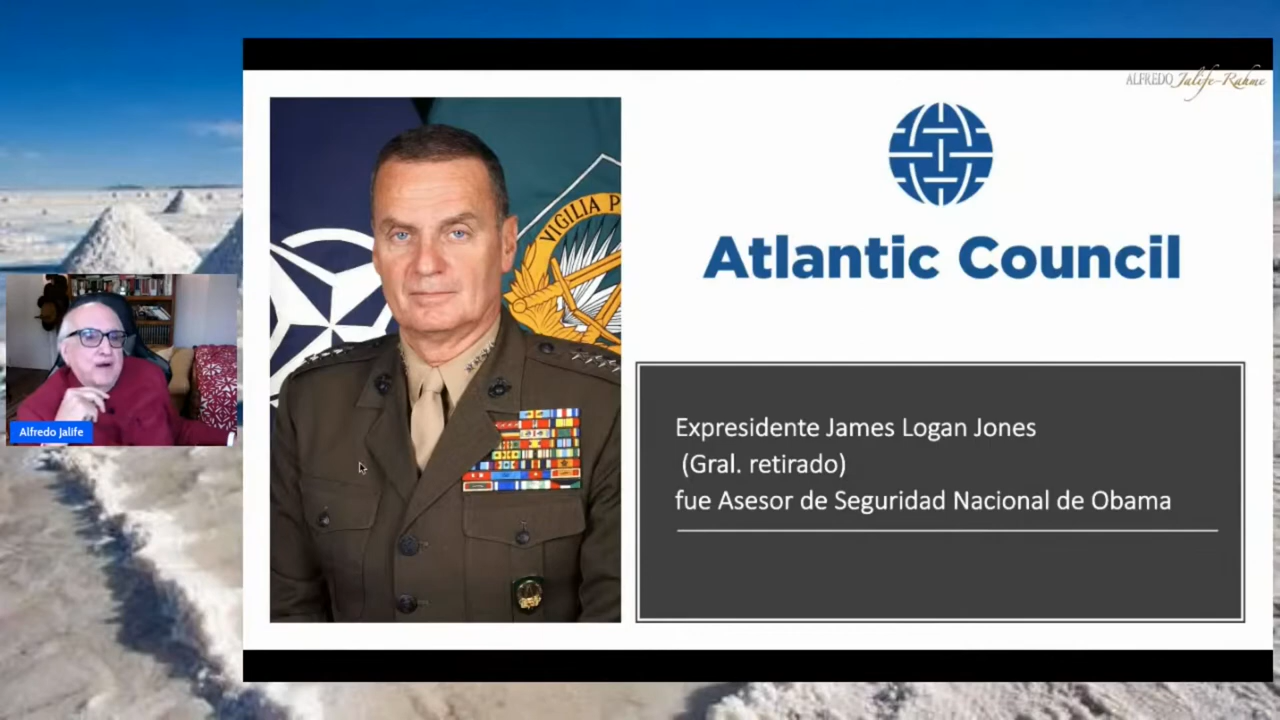 ALFREDO Jalife-Rahme
VIGILIA P
Atlantic Council
Expresidente James Logan Jones
(Gral. retirado)
fue Asesor de Seguridad Nacional de Obama
Alfredo Jalife